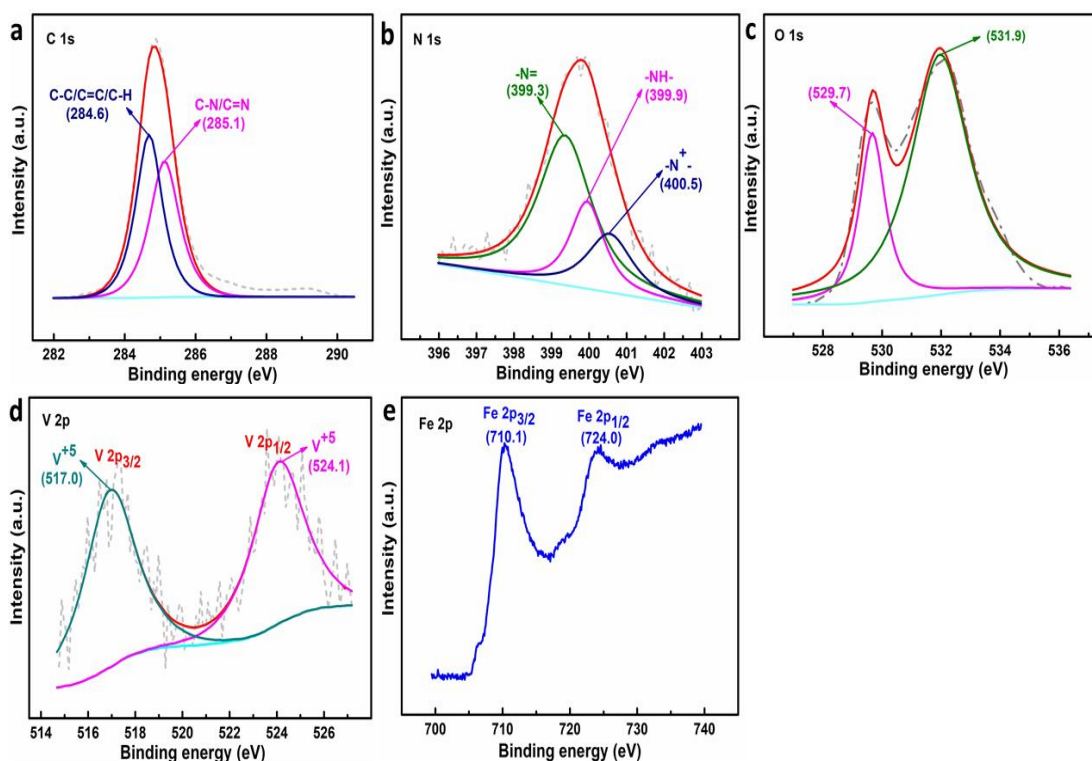 a
C 1s
C-C/C=C/C-H
(284.6)
C-N/C=N
(285.1)
Intensity (a.u.)
282 284 286 288 290
Binding energy (eV)
b
N 1s
-N=
(399.3)
-NH-
(399.9)
-N⁺-
(400.5)
Intensity (a.u.)
396 397 398 399 400 401 402 403
Binding energy (eV)
c
O 1s
(529.7)
(531.9)
Intensity (a.u.)
528 530 532 534 536
Binding energy (eV)
d
V 2p
V⁺⁵
(517.0)
V 2p₃/₂
V 2p₁/₂
V⁺⁵
(524.1)
Intensity (a.u.)
514 516 518 520 522 524 526
Binding energy (eV)
e
Fe 2p
Fe 2p₃/₂
(710.1)
Fe 2p₁/₂
(724.0)
Intensity (a.u.)
700 710 720 730 740
Binding energy (eV)